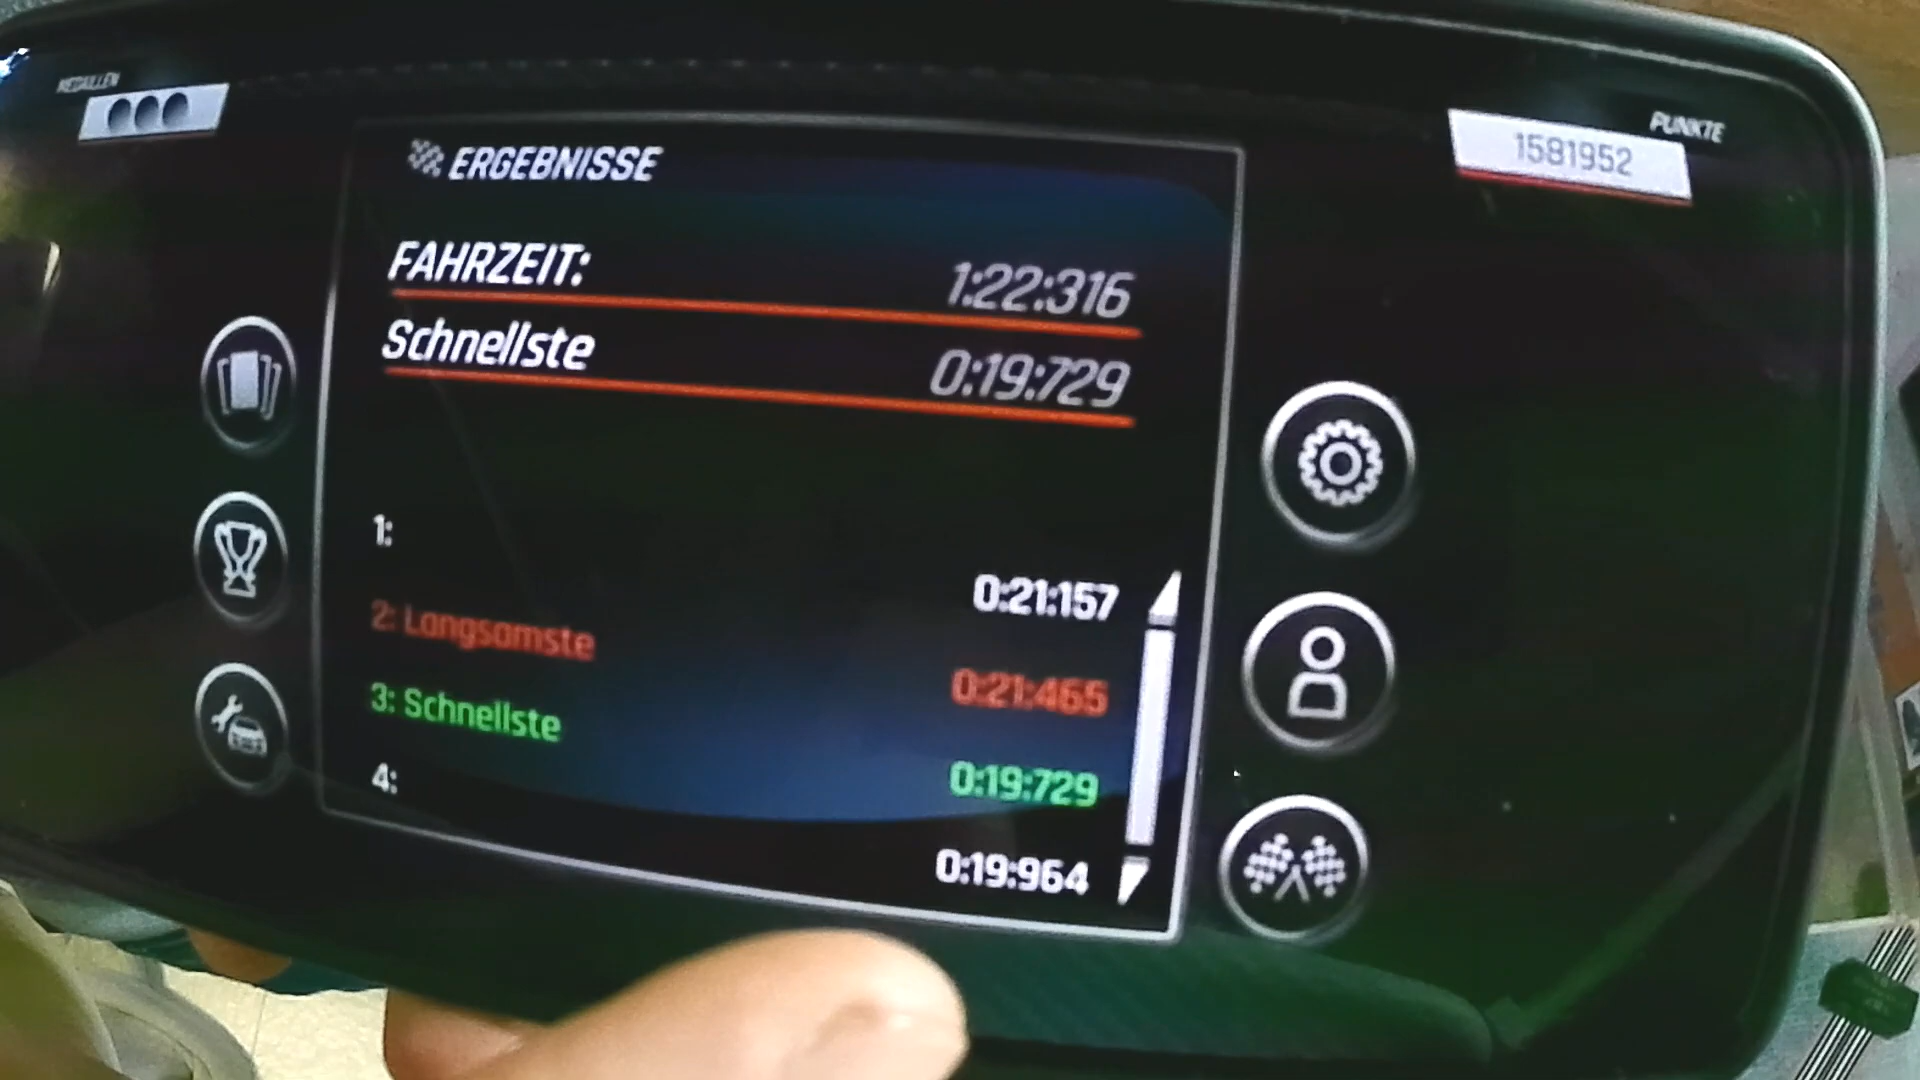 MEDAILLEN
PUNKTE
1581952
ERGEBNISSE
FAHRZEIT: 1:22:316
Schnellste 0:19:729
1: 0:21:157
2: Langsamste 0:21:465
3: Schnellste 0:19:729
4: 0:19:964